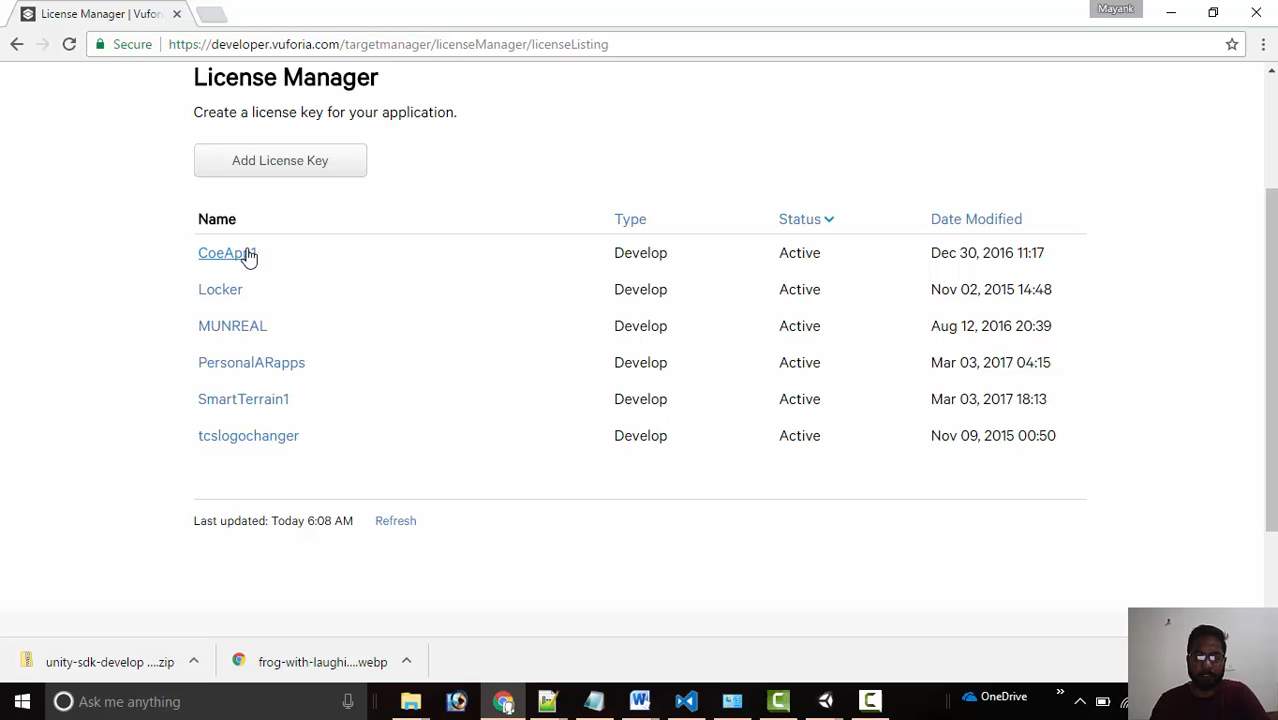 License Manager | Vufor
Mayank
Secure
https://developer.vuforia.com/targetmanager/licenseManager/licenseListing
License Manager
Create a license key for your application.
Add License Key
Name Type Status Date Modified
CoeApp1 Develop Active Dec 30, 2016 11:17
Locker Develop Active Nov 02, 2015 14:48
MUNREAL Develop Active Aug 12, 2016 20:39
PersonalARapps Develop Active Mar 03, 2017 04:15
SmartTerrain1 Develop Active Mar 03, 2017 18:13
tcslogochanger Develop Active Nov 09, 2015 00:50
Last updated: Today 6:08 AM Refresh
unity-sdk-develop ....zip
frog-with-laughi....webp
Ask me anything
OneDrive